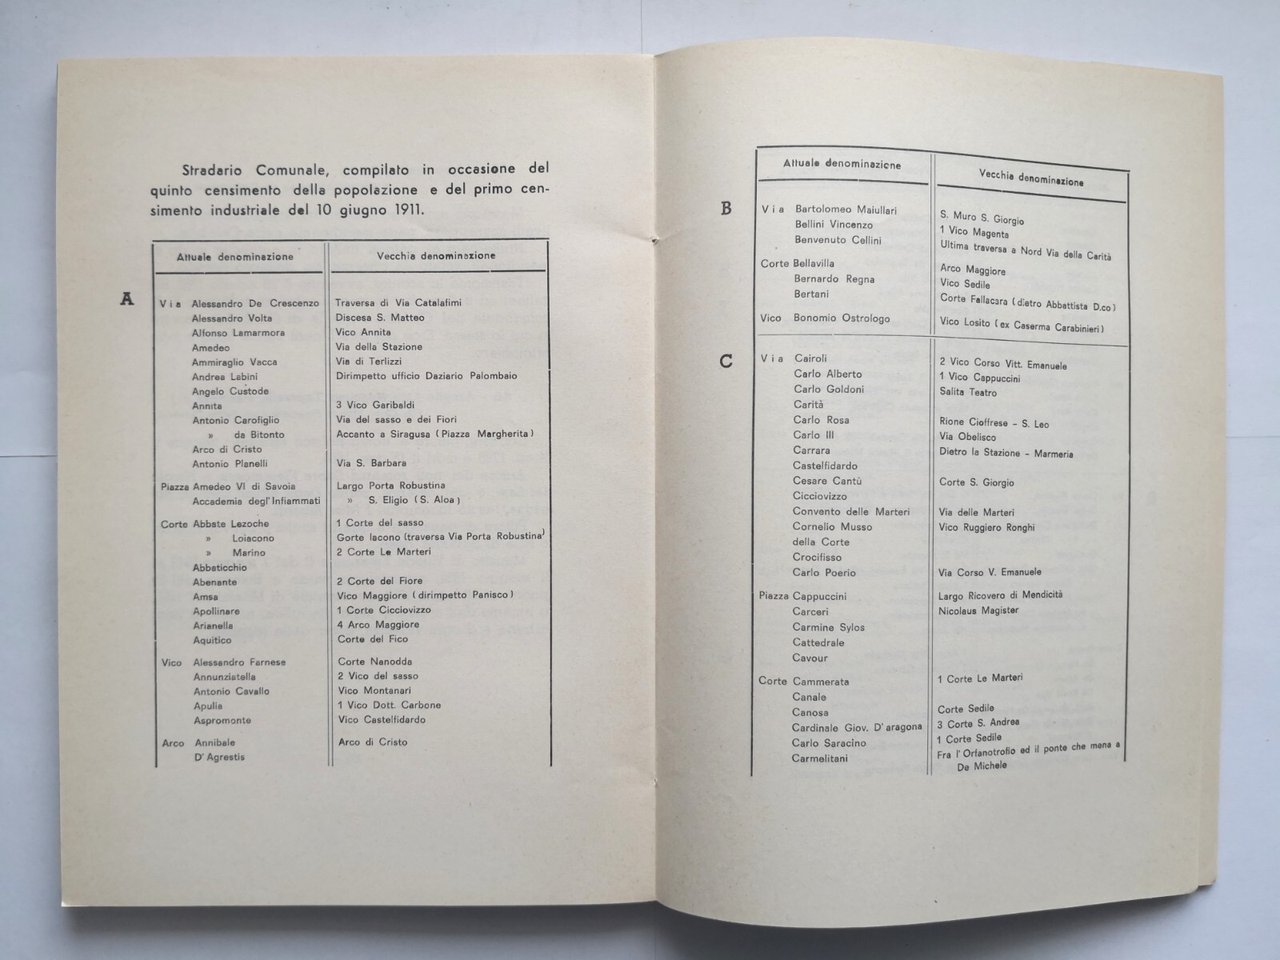 Stradario Comunale, compilato in occasione del
quinto censimento della popolazione e del primo cen-
simento industriale del 10 giugno 1911.
Attuale denominazione Vecchia denominazione
A Via Alessandro De Crescenzo Traversa di Via Catalafimi
Alessandro Volta Discesa S. Matteo
Alfonso Lamarmora Vico Annita
Amedeo Via della Stazione
Ammiraglio Vacca Via di Terlizzi
Andrea Labini Dirimpetto ufficio Daziario Palombaio
Angelo Custode
Annita 3 Vico Garibaldi
Antonio Carofiglio Via del sasso e dei Fiori
» da Bitonto Accanto a Siragusa (Piazza Margherita)
Arco di Cristo
Antonio Planelli Via S. Barbara
Piazza Amedeo VI di Savoia Largo Porta Robustina
Accademia degl'Infiammati » S. Eligio (S. Aloa)
Corte Abbate Lezoche 1 Corte del sasso
» Loiacono Gorte Iacono (traversa Via Porta Robustina)
» Marino 2 Corte Le Marteri
Abbaticchio
Abenante 2 Corte del Fiore
Amsa Vico Maggiore (dirimpetto Panisco)
Apollinare 1 Corte Cicciovizzo
Arianella 4 Arco Maggiore
Aquitico Corte del Fico
Vico Alessandro Farnese Corte Nanodda
Annunziatella 2 Vico del sasso
Antonio Cavallo Vico Montanari
Apulia 1 Vico Dott. Carbone
Aspromonte Vico Castelfidardo
Arco Annibale Arco di Cristo
D'Agrestis
Attuale denominazione Vecchia denominazione
B Via Bartolomeo Maiullari S. Muro S. Giorgio
Bellini Vincenzo 1 Vico Magenta
Benvenuto Cellini Ultima traversa a Nord Via della Carità
Corte Bellavilla Arco Maggiore
Bernardo Regna Vico Sedile
Bertani Corte Fallacara (dietro Abbattista D.co)
Vico Bonomio Ostrologo Vico Losito (ex Caserma Carabinieri)
C Via Cairoli 2 Vico Corso Vitt. Emanuele
Carlo Alberto 1 Vico Cappuccini
Carlo Goldoni Salita Teatro
Carità
Carlo Rosa Rione Cioffrese - S. Leo
Carlo III Via Obelisco
Carrara Dietro la Stazione - Marmeria
Castelfidardo
Cesare Cantù Corte S. Giorgio
Cicciovizzo
Convento delle Marteri Via delle Marteri
Cornelio Musso Vico Ruggiero Ronghi
della Corte
Crocifisso
Carlo Poerio Via Corso V. Emanuele
Piazza Cappuccini Largo Ricovero di Mendicità
Carceri Nicolaus Magister
Carmine Sylos
Cattedrale
Cavour
Corte Cammerata 1 Corte Le Marteri
Canale
Canosa Corte Sedile
Cardinale Giov. D'aragona 3 Corte S. Andrea
Carlo Saracino 1 Corte Sedile
Carmelitani Fra l'Orfanotrofio ed il ponte che mena a
De Michele